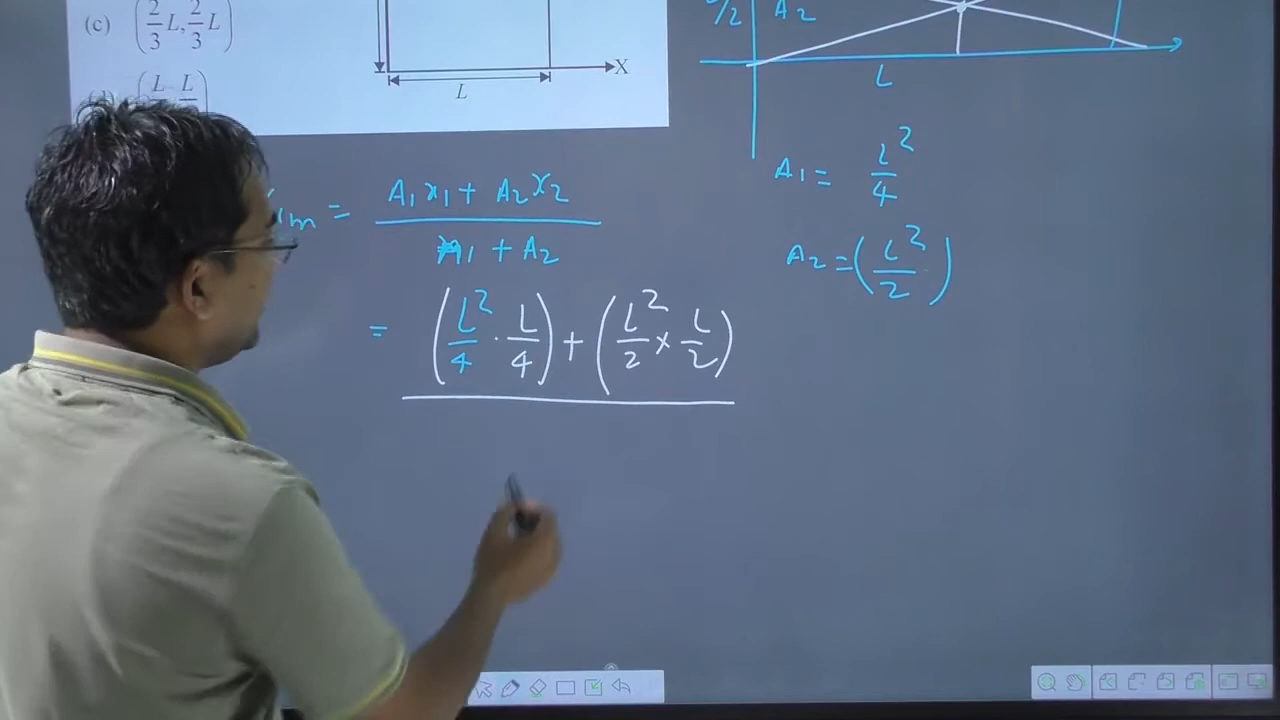 (c) (2/3 L, 2/3 L)
(L/ L/)
L
X
/2 A2
L
A1 = L²/4
A2 = (L²/2)
m = A1x1 + A2x2 / A1 + A2
= (L²/4 · L/4) + (L²/2 × L/2)